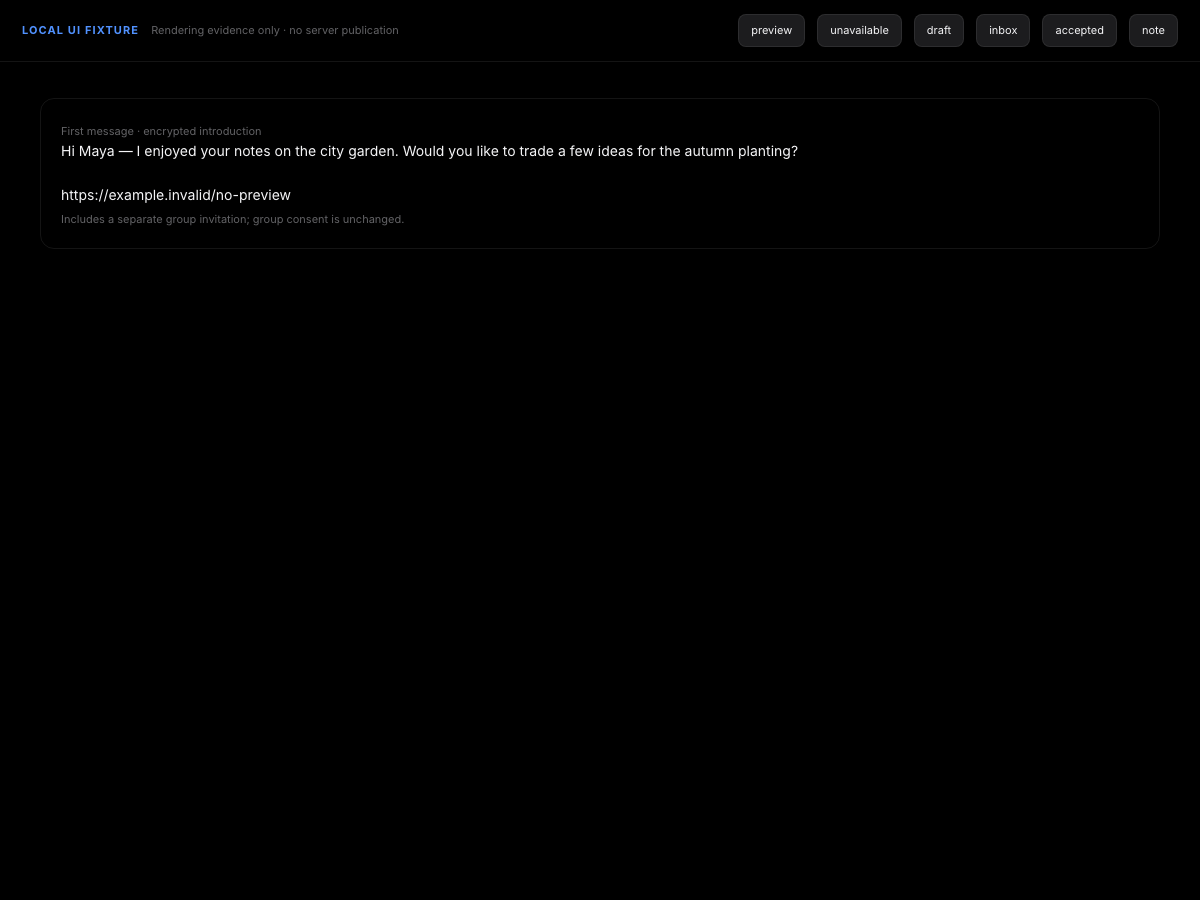 LOCAL UI FIXTURE Rendering evidence only · no server publication preview unavailable draft inbox accepted note
First message · encrypted introduction
Hi Maya — I enjoyed your notes on the city garden. Would you like to trade a few ideas for the autumn planting?
https://example.invalid/no-preview
Includes a separate group invitation; group consent is unchanged.